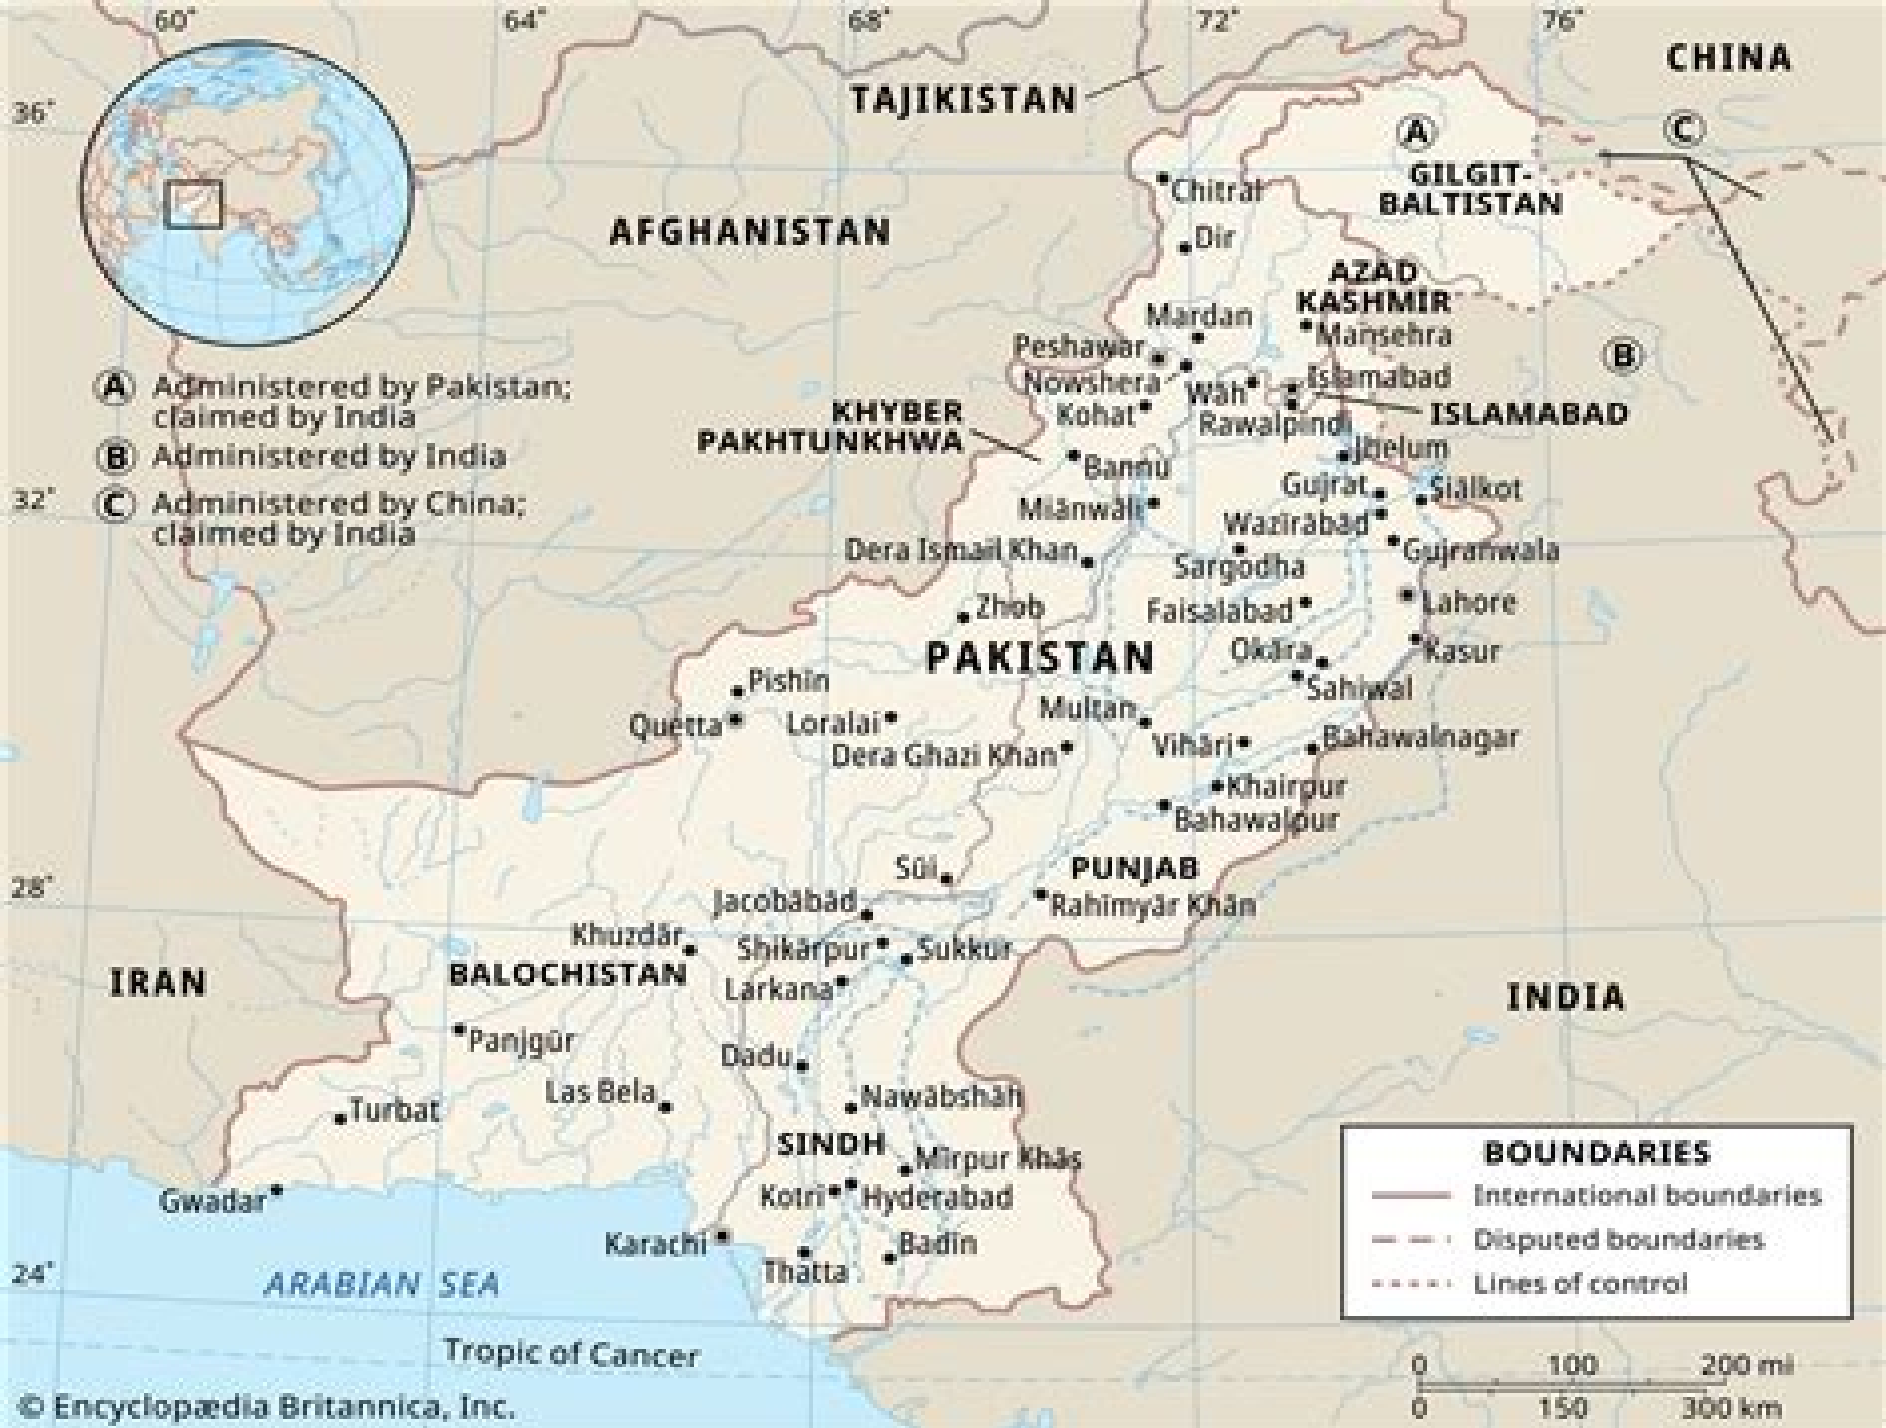 60°
64°
68°
72°
76°
CHINA
TAJIKISTAN
36°
A
C
GILGIT-
BALTISTAN
Chitral
AFGHANISTAN
Dir
AZAD
KASHMIR
Mardan
Mansehra
Peshawar
B
Nowshera
Wāh
Islamabad
A Administered by Pakistan;
claimed by India
B Administered by India
C Administered by China;
claimed by India
KHYBER
PAKHTUNKHWA
Kohat
Rawalpindi
ISLAMABAD
Jhelum
Bannu
32°
Gujrat
Siālkot
Miānwāli
Wazīrābād
Dera Ismail Khan
Sargodha
Gujranwala
Zhob
Faisalabad
Lahore
PAKISTAN
Okāra
Kasur
Pishīn
Sahiwal
Quetta
Loralai
Multan
Dera Ghazi Khan
Vihāri
Bahawalnagar
Khairpur
Bahawalpur
Sūi
PUNJAB
28°
Jacobābād
Rahīmyār Khān
Khuzdār
Shikārpur
Sukkur
IRAN
BALOCHISTAN
Lārkāna
INDIA
Panjgūr
Dadu
Las Bela
Nawābshāh
Turbat
SINDH
Mīrpur Khās
Gwadar
Kotri
Hyderabad
Karachi
Badīn
Thatta
24°
ARABIAN SEA
Tropic of Cancer
BOUNDARIES
International boundaries
Disputed boundaries
Lines of control
0 100 200 mi
0 150 300 km
© Encyclopædia Britannica, Inc.